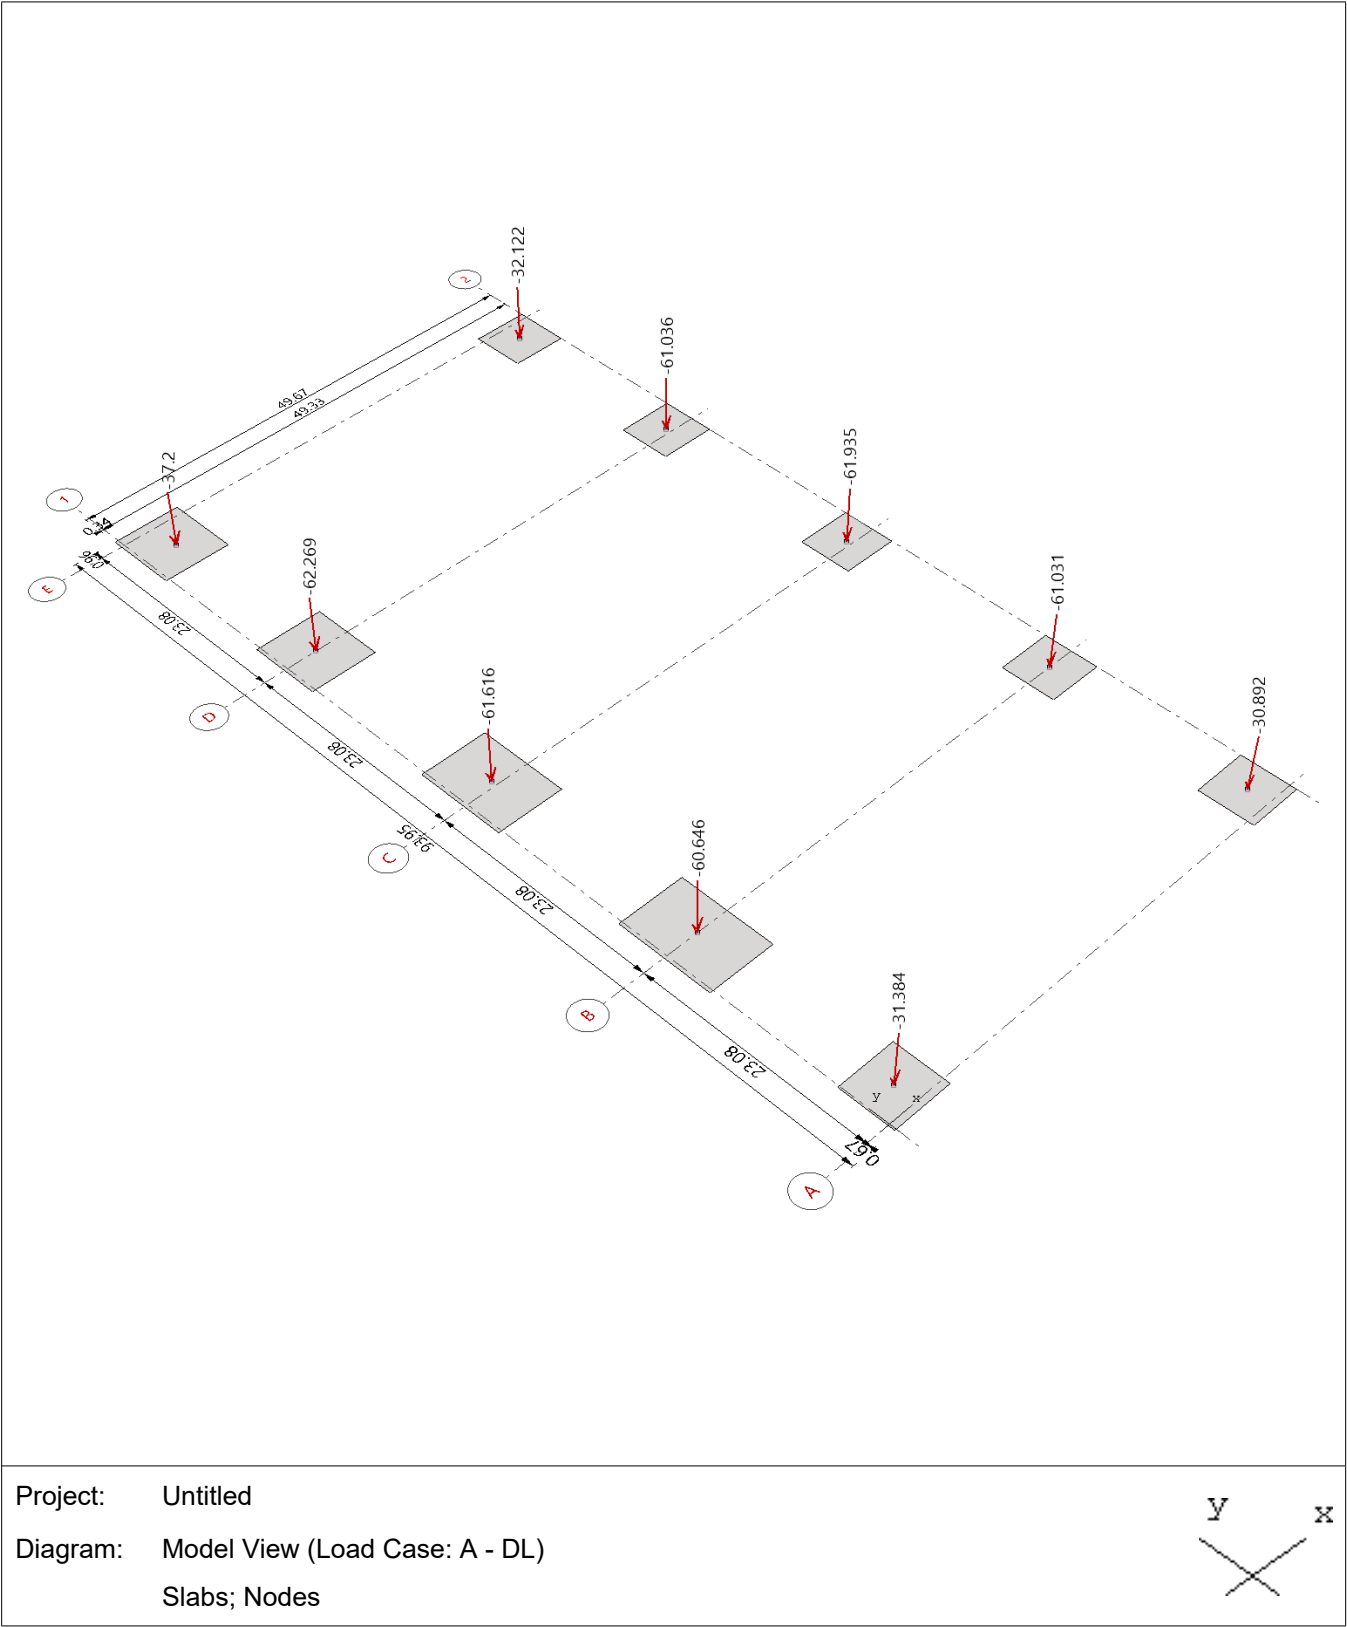 -32.122
2
-61.036
49.67
49.33
-61.935
-37.2
1
-62.269
-61.031
0.96
E
23.08
-61.616
-30.892
D
23.08
-60.646
93.95
C
23.08
-31.384
B
23.08
y x
0.67
A
Project: Untitled
Diagram: Model View (Load Case: A - DL)
Slabs; Nodes
y x